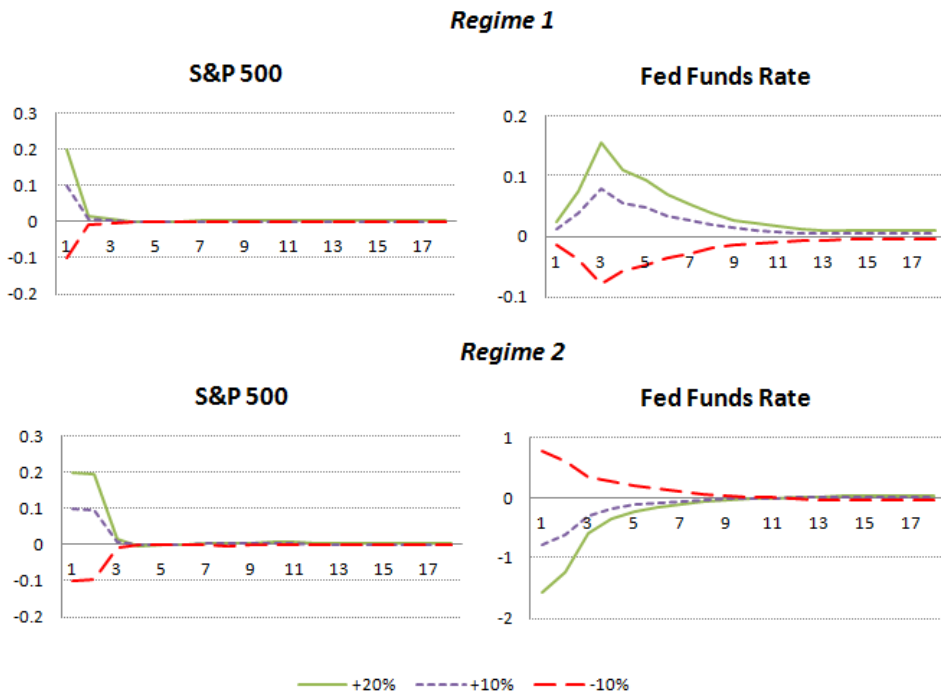 Regime 1
S&P 500
Fed Funds Rate
0.3
0.2
0.1
0
-0.1
-0.2
1 3 5 7 9 11 13 15 17
0.2
0.1
0
-0.1
1 3 5 7 9 11 13 15 17
Regime 2
S&P 500
Fed Funds Rate
0.3
0.2
0.1
0
-0.1
-0.2
1 3 5 7 9 11 13 15 17
1
0
-1
-2
1 3 5 7 9 11 13 15 17
+20% +10% -10%